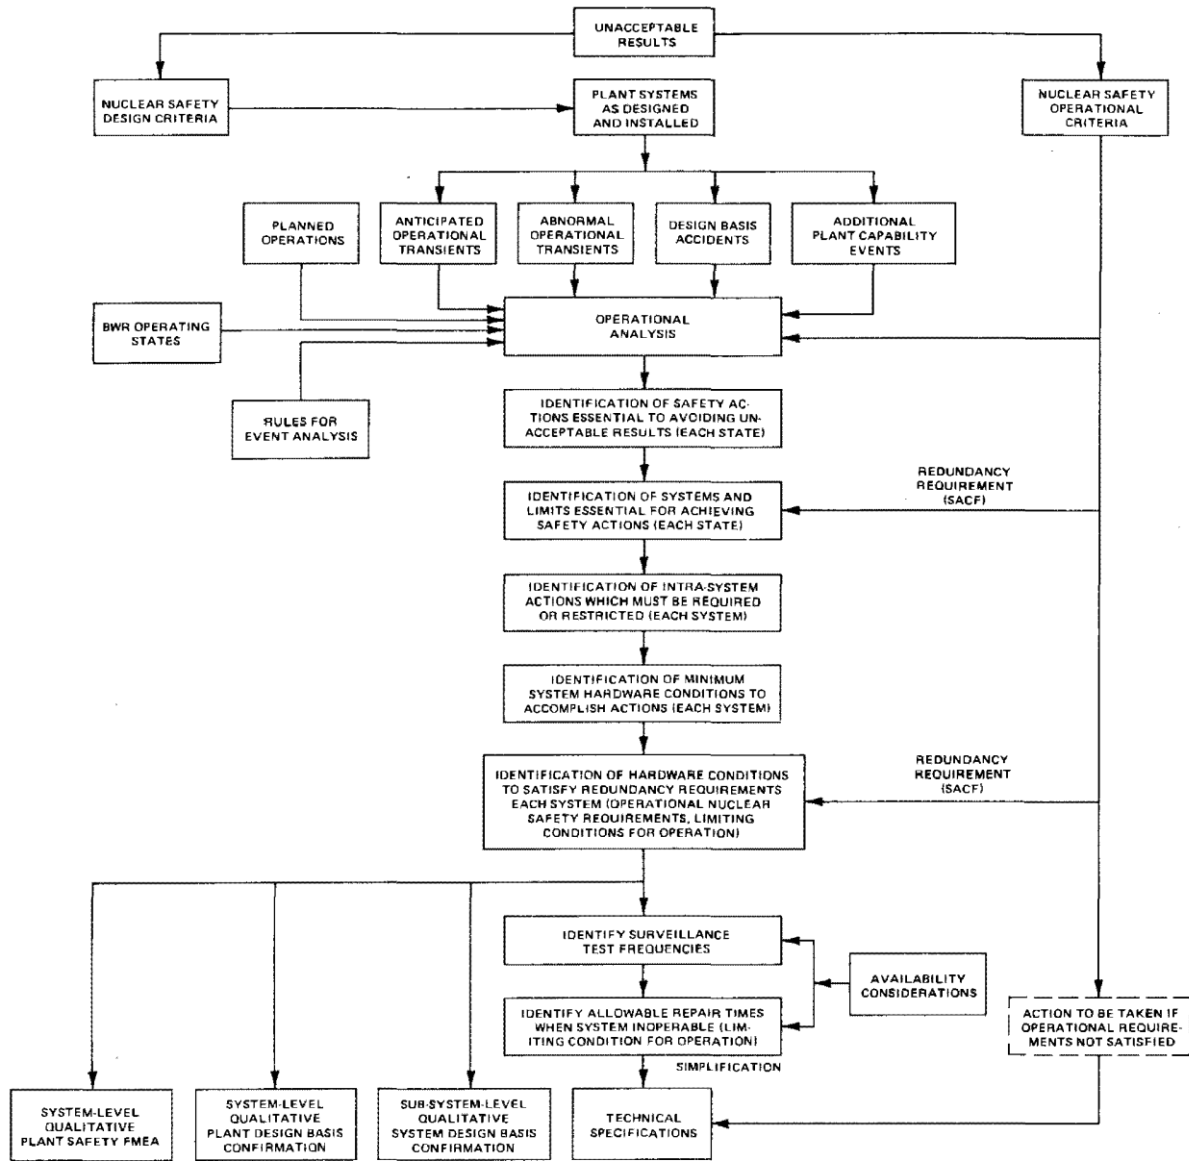 UNACCEPTABLE
RESULTS
NUCLEAR SAFETY
DESIGN CRITERIA
PLANT SYSTEMS
AS DESIGNED
AND INSTALLED
NUCLEAR SAFETY
OPERATIONAL
CRITERIA
PLANNED
OPERATIONS
ANTICIPATED
OPERATIONAL
TRANSIENTS
ABNORMAL
OPERATIONAL
TRANSIENTS
DESIGN BASIS
ACCIDENTS
ADDITIONAL
PLANT CAPABILITY
EVENTS
BWR OPERATING
STATES
OPERATIONAL
ANALYSIS
RULES FOR
EVENT ANALYSIS
IDENTIFICATION OF SAFETY AC-
TIONS ESSENTIAL TO AVOIDING UN-
ACCEPTABLE RESULTS (EACH STATE)
IDENTIFICATION OF SYSTEMS AND
LIMITS ESSENTIAL FOR ACHIEVING
SAFETY ACTIONS (EACH STATE)
REDUNDANCY
REQUIREMENT
(SACF)
IDENTIFICATION OF INTRA-SYSTEM
ACTIONS WHICH MUST BE REQUIRED
OR RESTRICTED (EACH SYSTEM)
IDENTIFICATION OF MINIMUM
SYSTEM HARDWARE CONDITIONS TO
ACCOMPLISH ACTIONS (EACH SYSTEM)
IDENTIFICATION OF HARDWARE CONDITIONS
TO SATISFY REDUNDANCY REQUIREMENTS
EACH SYSTEM (OPERATIONAL NUCLEAR
SAFETY REQUIREMENTS, LIMITING
CONDITIONS FOR OPERATION)
REDUNDANCY
REQUIREMENT
(SACF)
IDENTIFY SURVEILLANCE
TEST FREQUENCIES
AVAILABILITY
CONSIDERATIONS
IDENTIFY ALLOWABLE REPAIR TIMES
WHEN SYSTEM INOPERABLE (LIM-
ITING CONDITION FOR OPERATION)
ACTION TO BE TAKEN IF
OPERATIONAL REQUIRE-
MENTS NOT SATISFIED
SIMPLIFICATION
SYSTEM-LEVEL
QUALITATIVE
PLANT SAFETY FMEA
SYSTEM-LEVEL
QUALITATIVE
PLANT DESIGN BASIS
CONFIRMATION
SUB-SYSTEM-LEVEL
QUALITATIVE
SYSTEM DESIGN BASIS
CONFIRMATION
TECHNICAL
SPECIFICATIONS